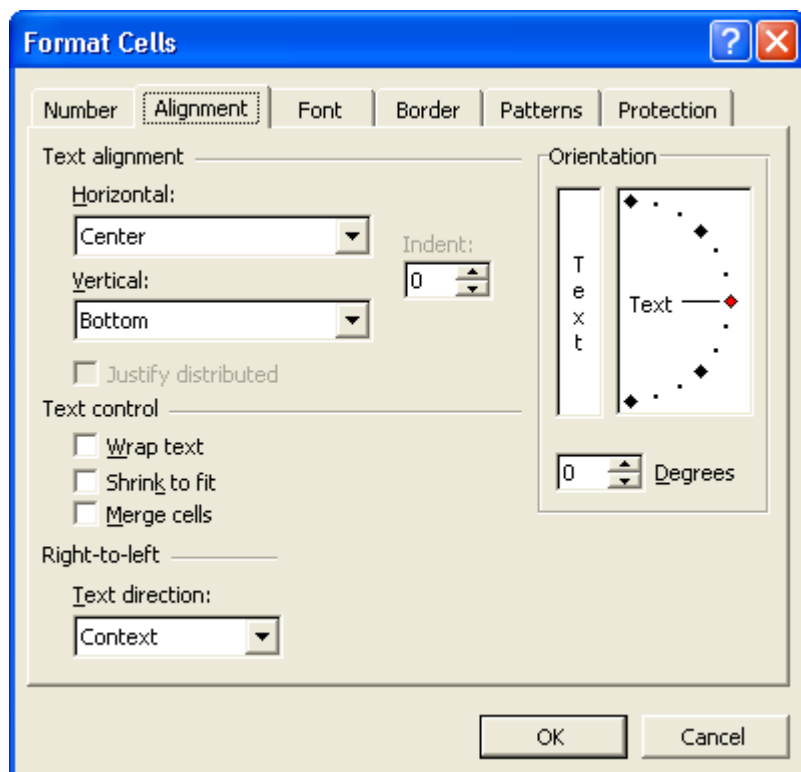 Format Cells
Number Alignment Font Border Patterns Protection
Text alignment
Horizontal:
Center
Indent:
0
Vertical:
Bottom
Justify distributed
Text control
Wrap text
Shrink to fit
Merge cells
Right-to-left
Text direction:
Context
Orientation
Text
Text
0 Degrees
OK Cancel